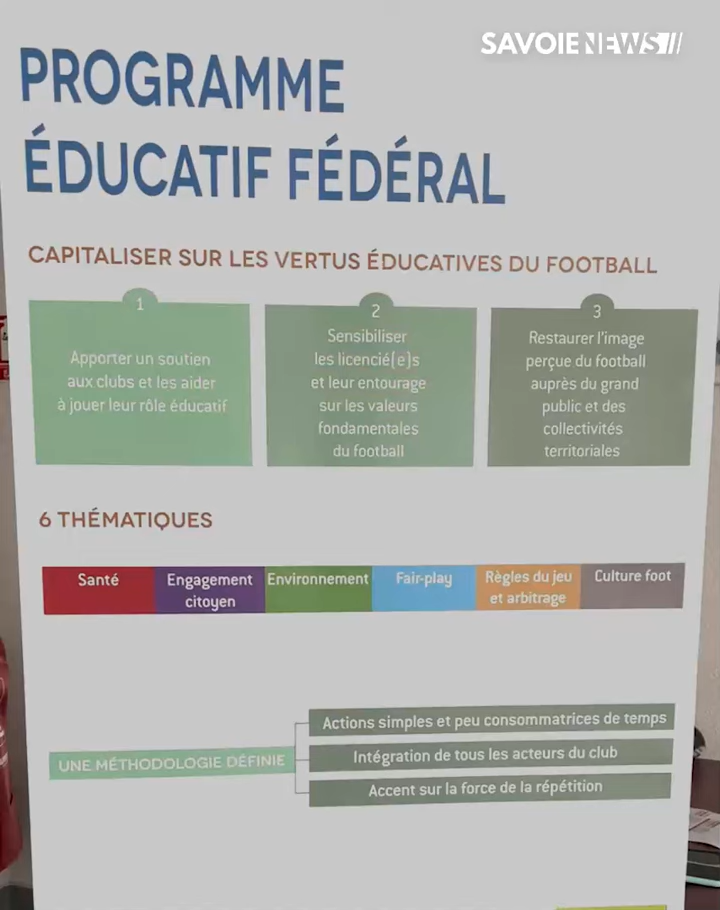 SAVOIE NEWS
PROGRAMME
ÉDUCATIF FÉDÉRAL
CAPITALISER SUR LES VERTUS ÉDUCATIVES DU FOOTBALL
1
Apporter un soutien
aux clubs et les aider
à jouer leur rôle éducatif
2
Sensibiliser
les licencié(e)s
et leur entourage
sur les valeurs
fondamentales
du football
3
Restaurer l'image
perçue du football
auprès du grand
public et des
collectivités
territoriales
6 THÉMATIQUES
Santé
Engagement
citoyen
Environnement
Fair-play
Règles du jeu
et arbitrage
Culture foot
UNE MÉTHODOLOGIE DÉFINIE
Actions simples et peu consommatrices de temps
Intégration de tous les acteurs du club
Accent sur la force de la répétition